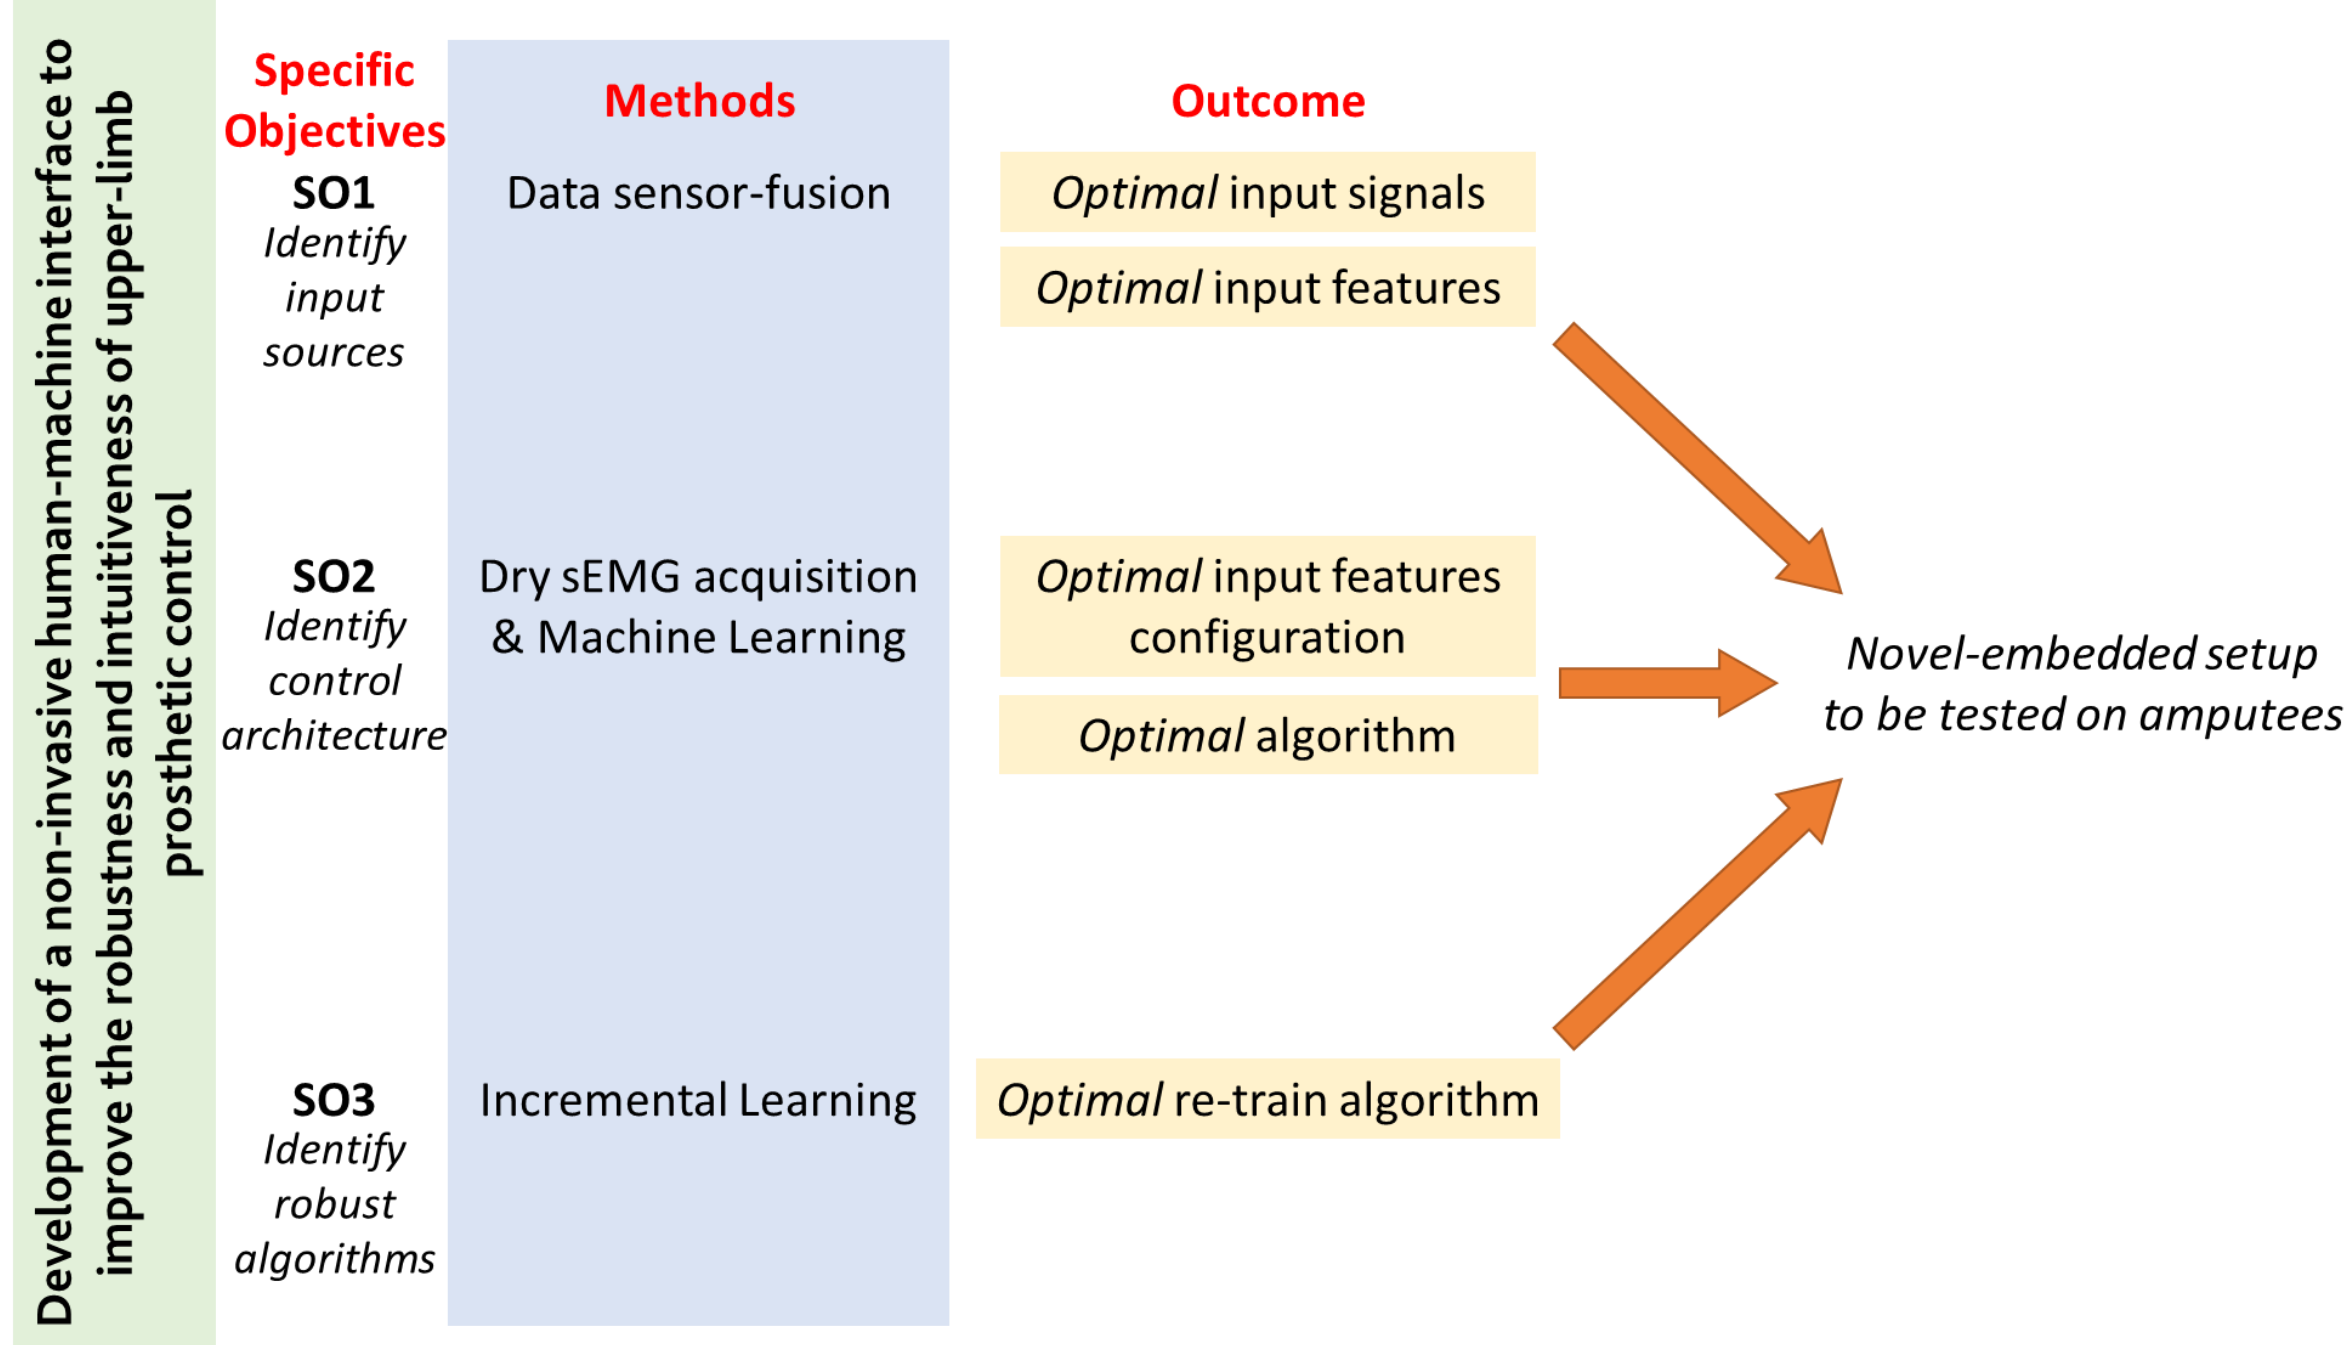 Development of a non-invasive human-machine interface to
improve the robustness and intuitiveness of upper-limb
prosthetic control
Specific
Objectives
Methods
Outcome
SO1
Identify
input
sources
Data sensor-fusion
Optimal input signals
Optimal input features
SO2
Identify
control
architecture
Dry sEMG acquisition
& Machine Learning
Optimal input features
configuration
Optimal algorithm
SO3
Identify
robust
algorithms
Incremental Learning
Optimal re-train algorithm
Novel-embedded setup
to be tested on amputees